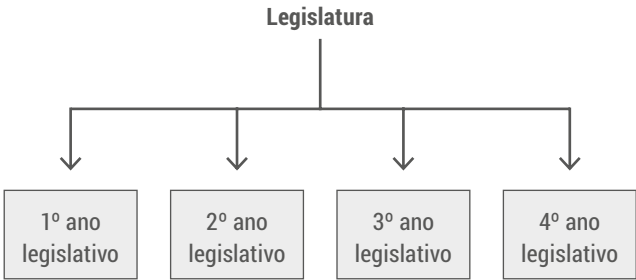 Legislatura
1º ano
legislativo
2º ano
legislativo
3º ano
legislativo
4º ano
legislativo